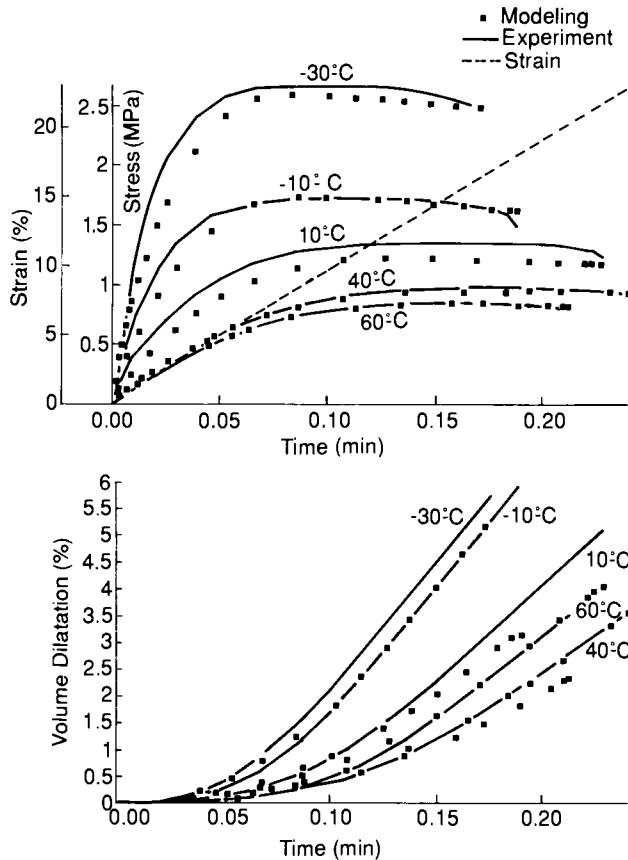 Modeling
Experiment
Strain
Strain (%)
20
15
10
5
0
Stress (MPa)
2.5
2
1.5
1
0.5
0
-30°C
-10°C
10°C
40°C
60°C
0.00 0.05 0.10 0.15 0.20
Time (min)
Volume Dilatation (%)
6
5.5
5
4.5
4
3.5
3
2.5
2
1.5
1
0.5
0
-30°C
-10°C
10°C
60°C
40°C
0.00 0.05 0.10 0.15 0.20
Time (min)